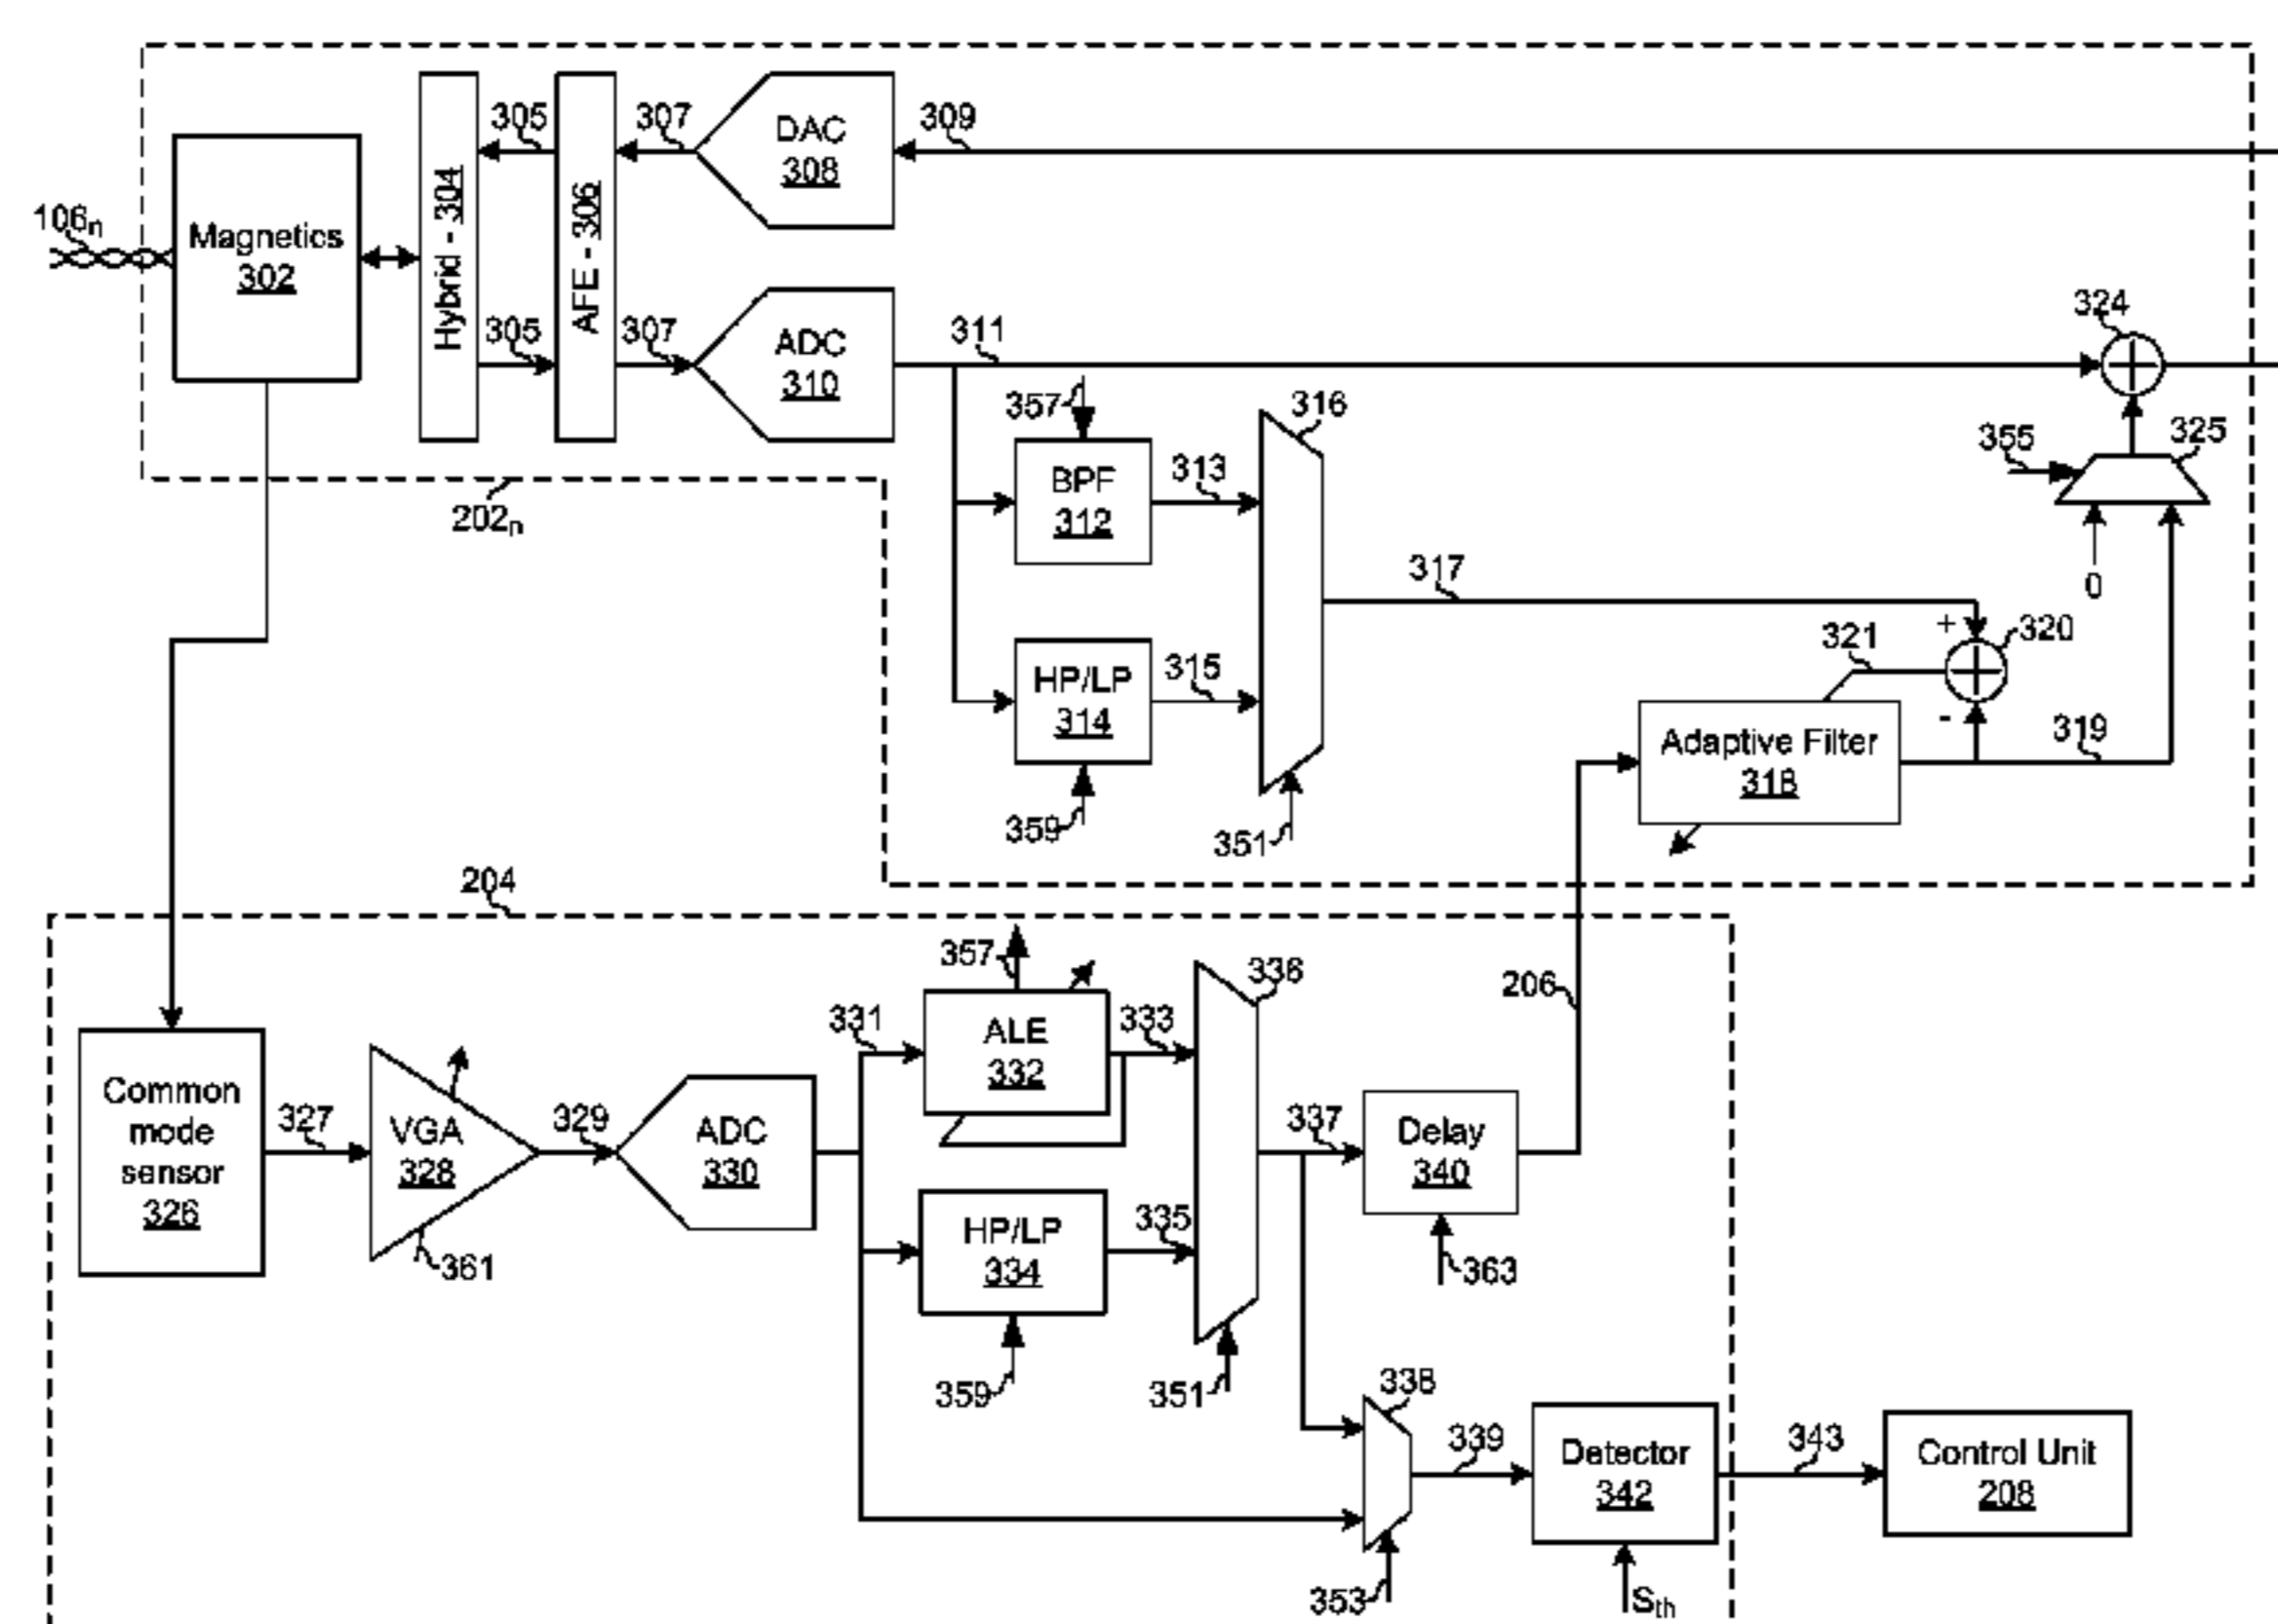 305
307
DAC
308
309
106n
Magnetics
302
Hybrid - 304
AFE - 306
305
307
ADC
310
311
324
357
316
355
325
BPF
312
313
202n
0
317
321
+
320
HP/LP
314
315
-
319
Adaptive Filter
318
359
351
204
357
336
206
331
ALE
332
333
Common
mode
sensor
326
327
VGA
328
329
ADC
330
337
Delay
340
HP/LP
334
335
361
363
359
351
338
339
Detector
342
343
Control Unit
208
353
Sth